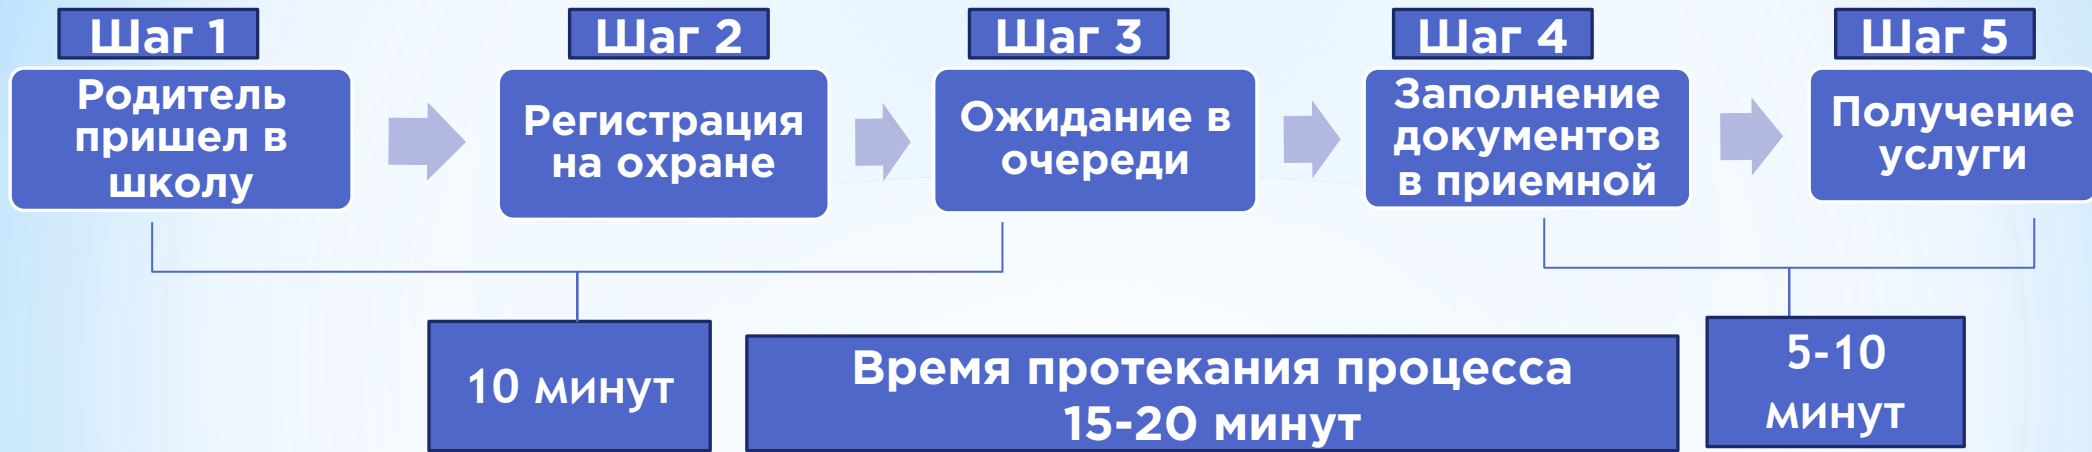 Шаг 1
Родитель
пришел в
школу
Шаг 2
Регистрация
на охране
Шаг 3
Ожидание в
очереди
Шаг 4
Заполнение
документов
в приемной
Шаг 5
Получение
услуги
10 минут
Время протекания процесса
15-20 минут
5-10
минут